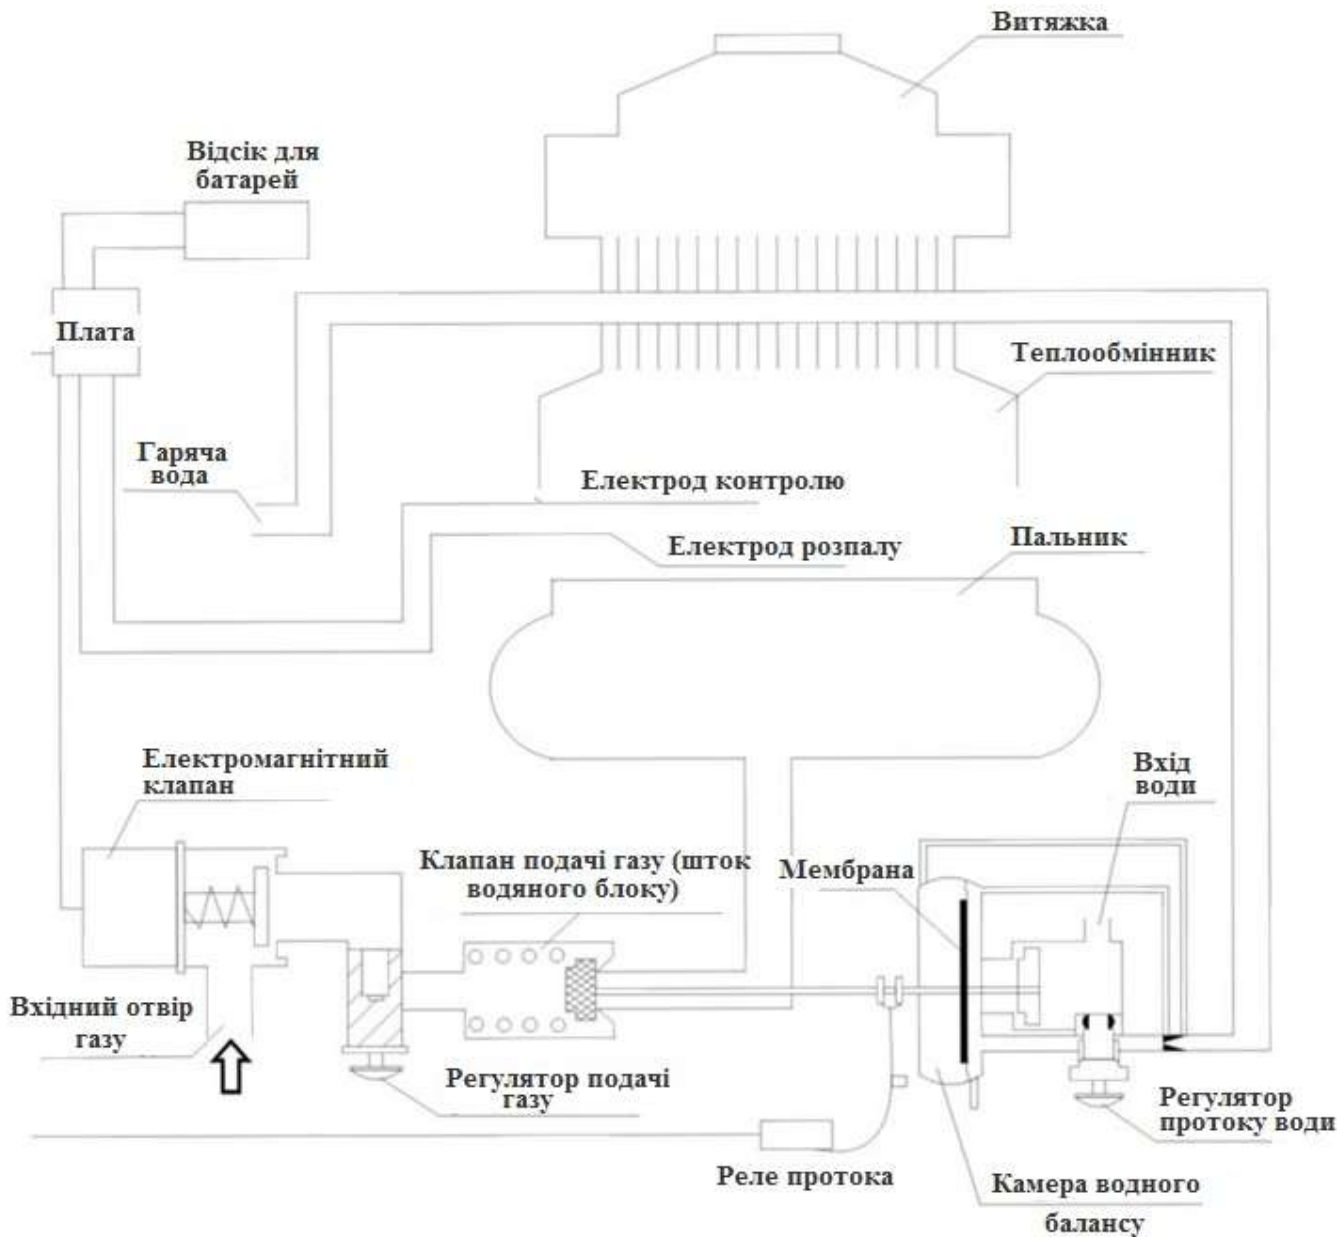 Витяжка
Відсік для
батарей
Плата
Теплообмінник
Гаряча
вода
Електрод контролю
Електрод розпалу
Пальник
Електромагнітний
клапан
Вхід
води
Клапан подачі газу (шток
водяного блоку)
Мембрана
Вхідний отвір
газу
Регулятор подачі
газу
Регулятор
протоку води
Реле протока
Камера водного
балансу